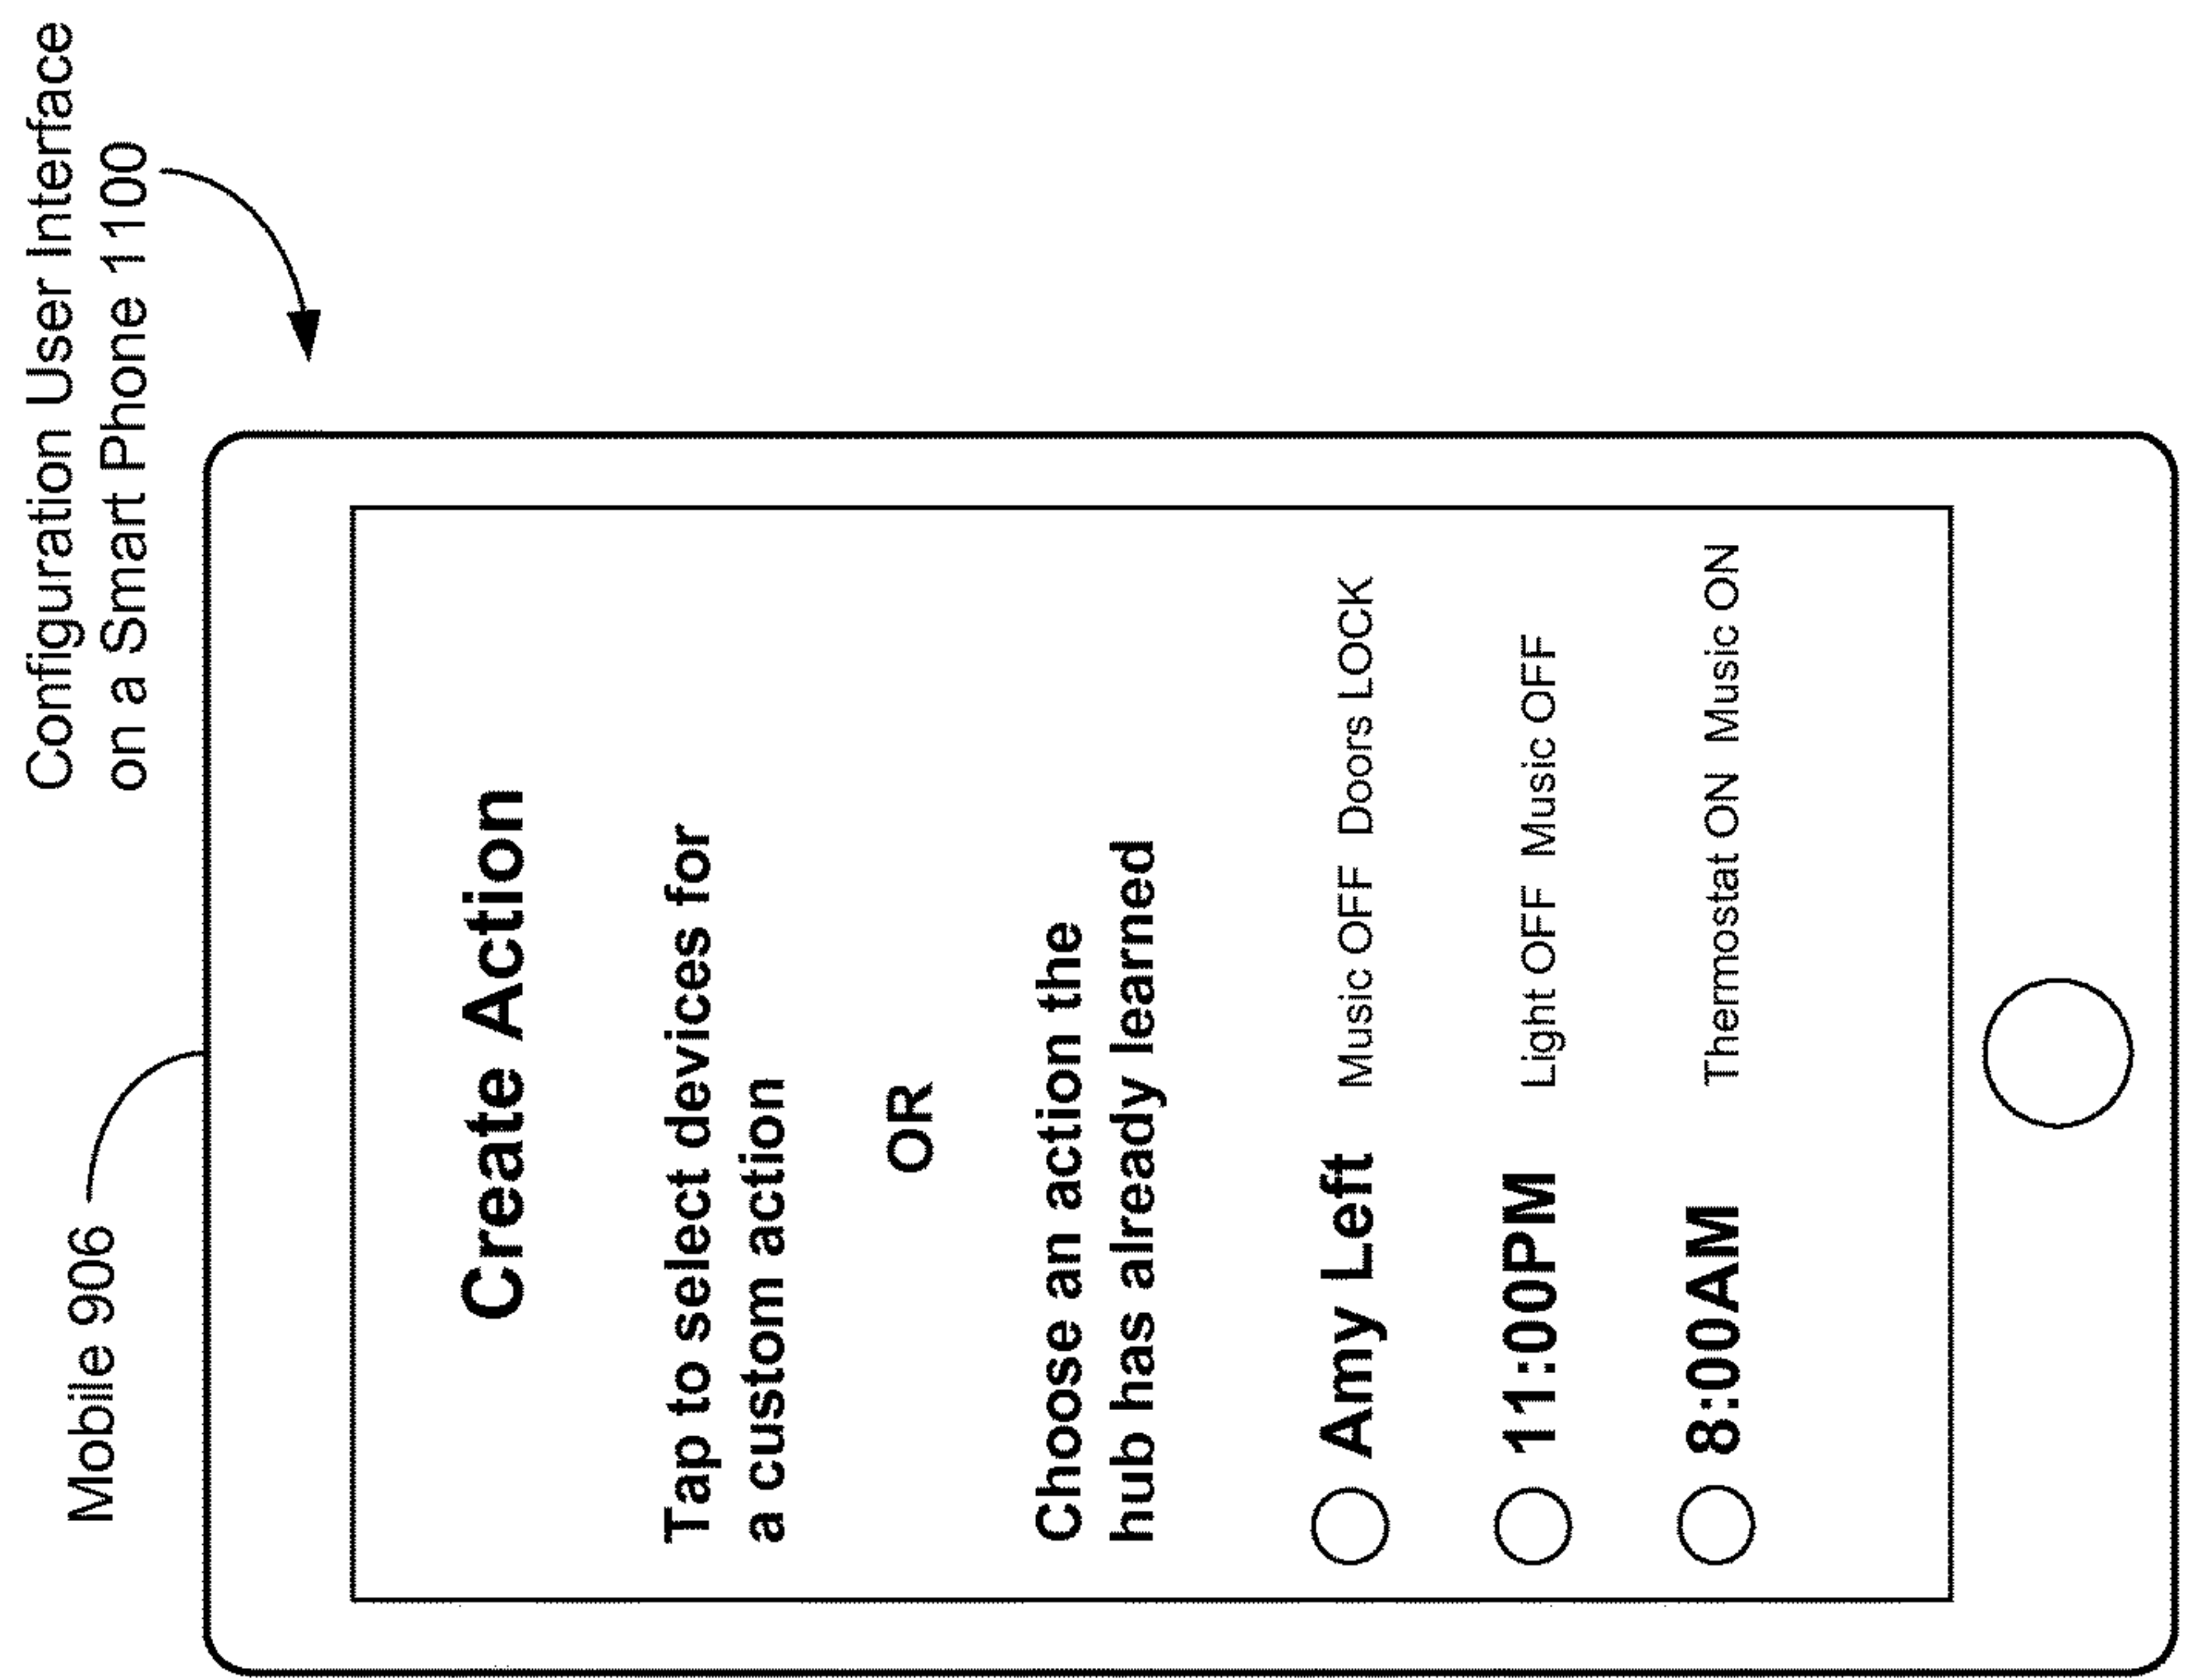 Configuration User Interface
on a Smart Phone 1100
Mobile 906
Create Action
Tap to select devices for
a custom action
OR
Choose an action the
hub has already learned
Amy Left Music OFF Doors LOCK
11:00PM Light OFF Music OFF
8:00AM Thermostat ON Music ON